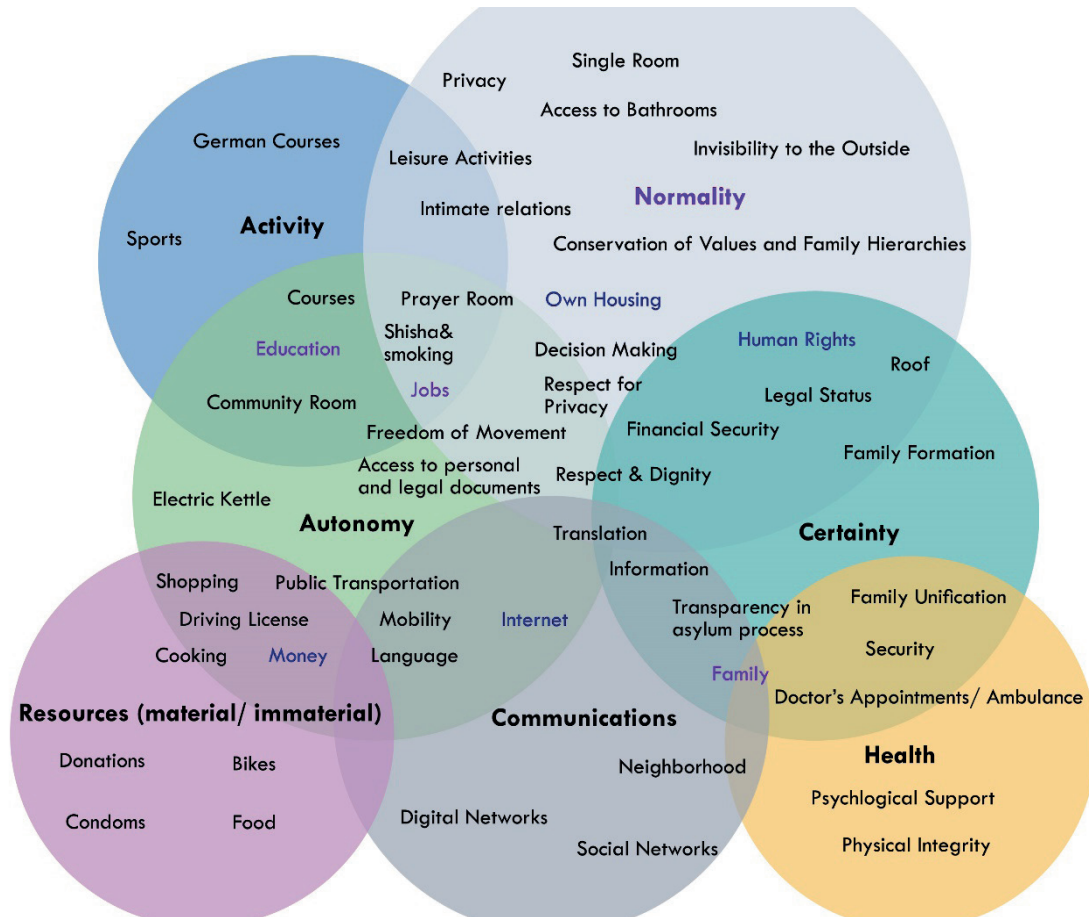 Single Room
Privacy
Access to Bathrooms
German Courses
Invisibility to the Outside
Leisure Activities
Normality
Intimate relations
Activity
Sports
Conservation of Values and Family Hierarchies
Courses
Prayer Room
Own Housing
Shisha&
smoking
Human Rights
Education
Decision Making
Roof
Jobs
Respect for
Privacy
Legal Status
Community Room
Freedom of Movement
Financial Security
Family Formation
Access to personal
and legal documents
Respect & Dignity
Electric Kettle
Autonomy
Translation
Certainty
Information
Shopping
Public Transportation
Family Unification
Transparency in
asylum process
Driving License
Mobility
Internet
Security
Cooking
Money
Language
Family
Doctor's Appointments/ Ambulance
Resources (material/ immaterial)
Communications
Health
Donations
Bikes
Neighborhood
Psychlogical Support
Condoms
Food
Digital Networks
Social Networks
Physical Integrity